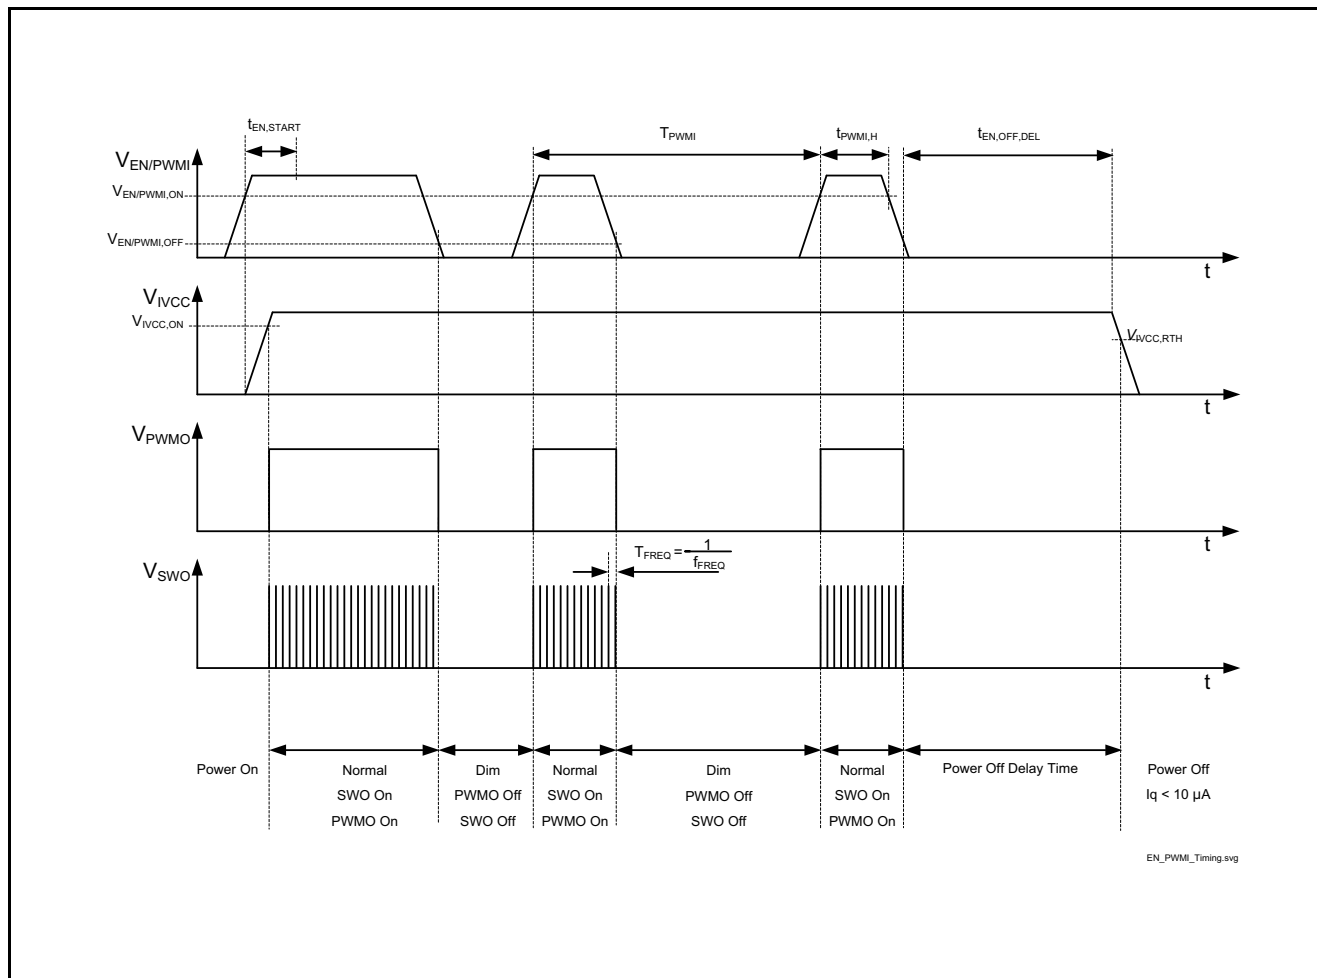 tEN,START
TPWMI
tPWMI,H
tEN,OFF,DEL
VEN/PWMI
VEN/PWMI,ON
VEN/PWMI,OFF
t
VIVCC
VIVCC,ON
VIVCC,RTH
t
VPWMO
t
TFREQ = 1
fFREQ
VSWO
t
Power On
Normal
SWO On
PWMO On
Dim
PWMO Off
SWO Off
Normal
SWO On
PWMO On
Dim
PWMO Off
SWO Off
Normal
SWO On
PWMO On
Power Off Delay Time
Power Off
Iq < 10 µA
EN_PWMI_Timing.svg